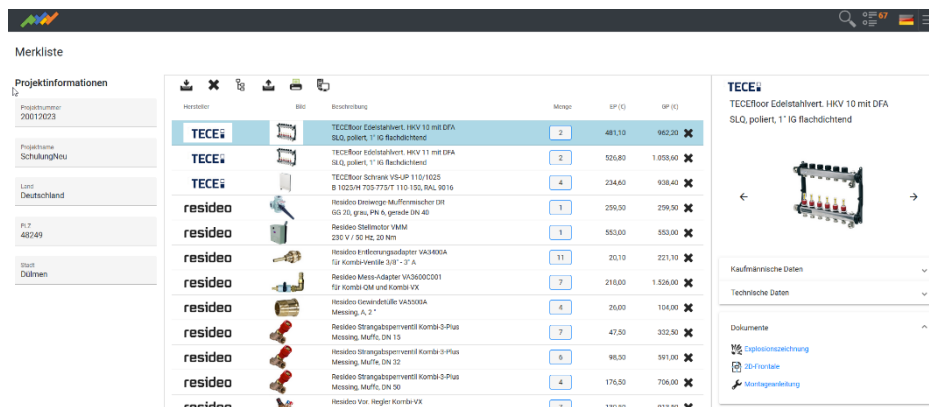 67
Merkliste
Projektinformationen
Projektnummer
20012023
Projektname
SchulungNeu
Land
Deutschland
PLZ
48249
Stadt
Dülmen
Hersteller Bild Beschreibung Menge EP (€) GP (€)
TECE TECEfloor Edelstahlvert. HKV 10 mit DFA
SLQ, poliert, 1" IG flachdichtend 2 481,10 962,20
TECE TECEfloor Edelstahlvert. HKV 11 mit DFA
SLQ, poliert, 1" IG flachdichtend 2 526,80 1.053,60
TECE TECEfloor Schrank VS-UP 110/1025
B 1025/H 705-775/T 110-150, RAL 9016 4 234,60 938,40
resideo Resideo Dreiwege-Muffenmischer DR
GG 20, grau, PN 6, gerade DN 40 1 259,50 259,50
resideo Resideo Stellmotor VMM
230 V / 50 Hz, 20 Nm 1 553,00 553,00
resideo Resideo Entleerungsadapter VA3400A
für Kombi-Ventile 3/8" - 3" A 11 20,10 221,10
resideo Resideo Mess-Adapter VA3600C001
für Kombi-QM und Kombi-VX 7 218,00 1.526,00
resideo Resideo Gewindetülle VA5500A
Messing, A, 2 " 4 26,00 104,00
resideo Resideo Strangabsperrventil Kombi-3-Plus
Messing, Muffe, DN 15 7 47,50 332,50
resideo Resideo Strangabsperrventil Kombi-3-Plus
Messing, Muffe, DN 32 6 98,50 591,00
resideo Resideo Strangabsperrventil Kombi-3-Plus
Messing, Muffe, DN 50 4 176,50 706,00
resideo Resideo Vor. Regler Kombi-VX
TECE
TECEfloor Edelstahlvert. HKV 10 mit DFA
SLQ, poliert, 1" IG flachdichtend
Kaufmännische Daten
Technische Daten
Dokumente
Explosionszeichnung
2D-Frontale
Montageanleitung